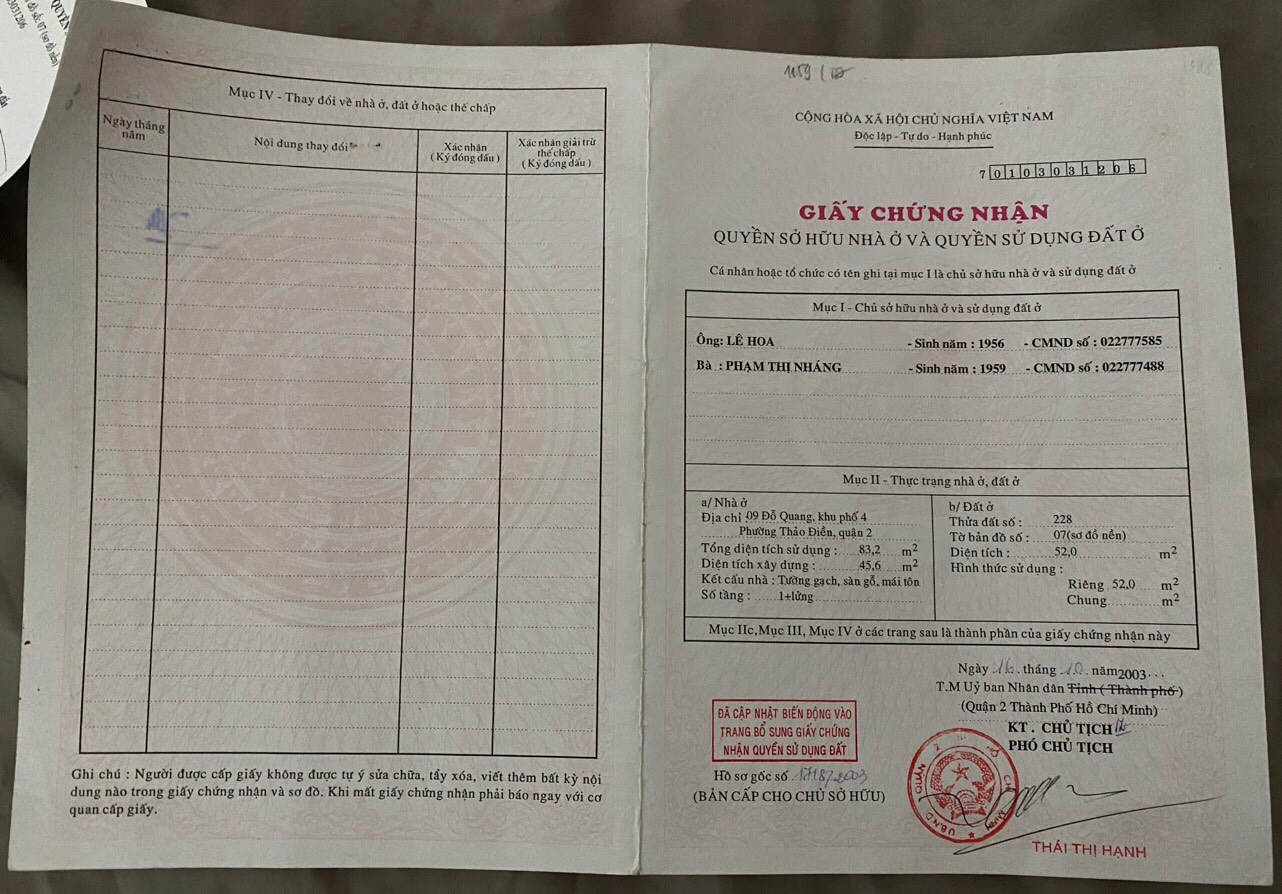 Mục IV - Thay đổi về nhà ở, đất ở hoặc thế chấp
Ngày tháng năm
Nội dung thay đổi
Xác nhận
( Ký đóng dấu )
Xác nhận giải trừ thế chấp
( Ký đóng dấu )
Ghi chú : Người được cấp giấy không được tự ý sửa chữa, tẩy xóa, viết thêm bất kỳ nội
dung nào trong giấy chứng nhận và sơ đồ. Khi mất giấy chứng nhận phải báo ngay với cơ
quan cấp giấy.
CỘNG HÒA XÃ HỘI CHỦ NGHĨA VIỆT NAM
Độc lập - Tự do - Hạnh phúc
7 0 1 0 3 0 3 1 2 0 6
GIẤY CHỨNG NHẬN
QUYỀN SỞ HỮU NHÀ Ở VÀ QUYỀN SỬ DỤNG ĐẤT Ở
Cá nhân hoặc tổ chức có tên ghi tại mục I là chủ sở hữu nhà ở và sử dụng đất ở
Mục I - Chủ sở hữu nhà ở và sử dụng đất ở
Ông: LÊ HOA - Sinh năm : 1956 - CMND số : 022777585
Bà : PHẠM THỊ NHÁNG - Sinh năm : 1959 - CMND số : 022777488
Mục II - Thực trạng nhà ở, đất ở
a/ Nhà ở
Địa chỉ : 09 Đỗ Quang, khu phố 4
Phường Thảo Điền, quận 2
Tổng diện tích sử dụng : 83,2 m2
Diện tích xây dựng : 45,6 m2
Kết cấu nhà : Tường gạch, sàn gỗ, mái tôn
Số tầng : 1+lửng
b/ Đất ở
Thửa đất số : 228
Tờ bản đồ số : 07(sơ đồ nền)
Diện tích : 52,0 m2
Hình thức sử dụng :
Riêng 52,0 m2
Chung m2
Mục IIc,Mục III, Mục IV ở các trang sau là thành phần của giấy chứng nhận này
Ngày 16 tháng 10 năm 2003
T.M Uỷ ban Nhân dân Tỉnh ( Thành phố )
(Quận 2 Thành Phố Hồ Chí Minh)
KT . CHỦ TỊCH
PHÓ CHỦ TỊCH
ĐÃ CẬP NHẬT BIẾN ĐỘNG VÀO
TRANG BỔ SUNG GIẤY CHỨNG
NHẬN QUYỀN SỬ DỤNG ĐẤT
Hồ sơ gốc số 1718/2003
(BẢN CẤP CHO CHỦ SỞ HỮU)
THÁI THỊ HẠNH